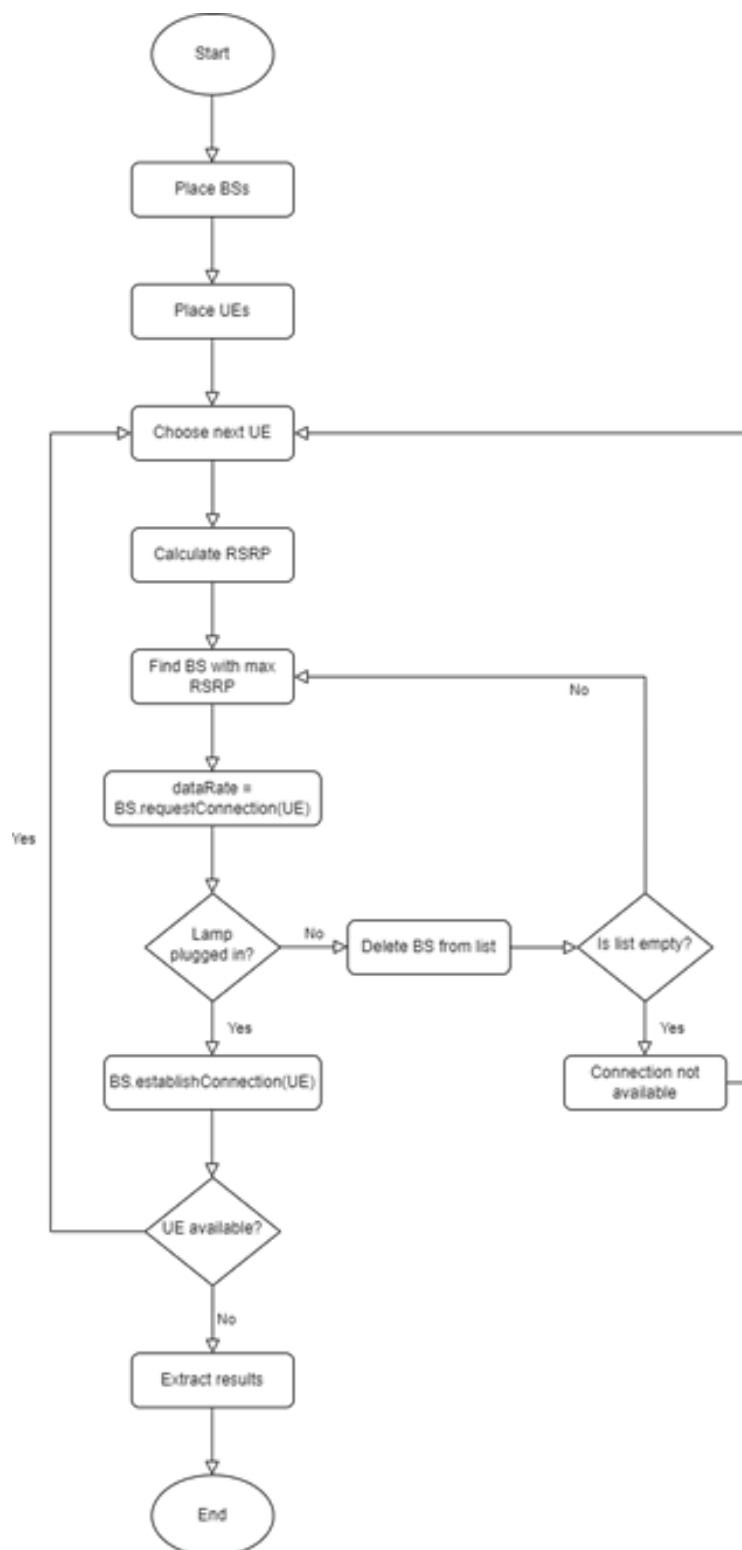 Start
Place BSs
Place UEs
Choose next UE
Calculate RSRP
Find BS with max
RSRP
No
dataRate =
BS.requestConnection(UE)
Yes
Lamp
plugged in?
No
Delete BS from list
Is list empty?
Yes
Yes
BS.establishConnection(UE)
Connection not
available
UE available?
No
Extract results
End